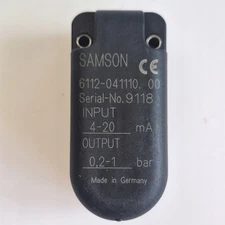 SAMSON CE
6112-041110. 00
Serial-No. 9118
INPUT
4-20 mA
OUTPUT
0,2-1 bar
Made in Germany